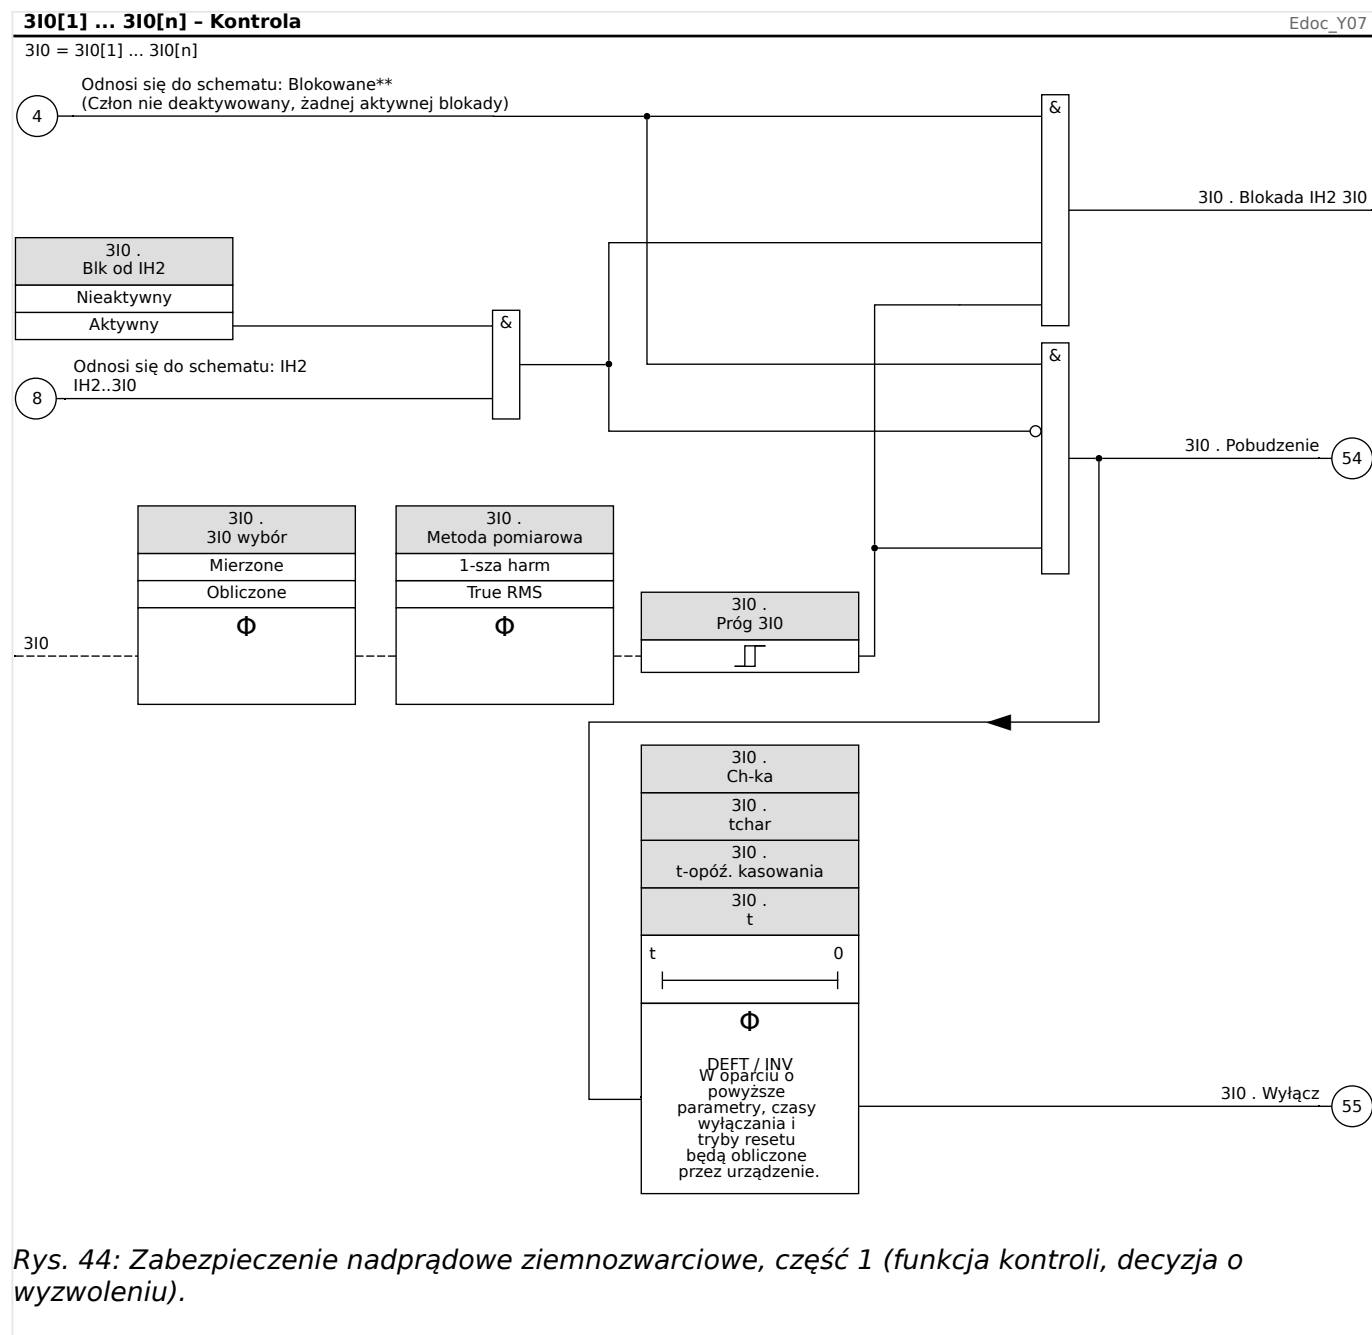 3I0[1] ... 3I0[n] – Kontrola
Edoc_Y07
3I0 = 3I0[1] ... 3I0[n]
Odnosi się do schematu: Blokowane**
(Człon nie deaktywowany, żadnej aktywnej blokady)
4
&
3I0 . Blokada IH2 3I0
3I0 .
Blk od IH2
Nieaktywny
Aktywny
&
&
Odnosi się do schematu: IH2
IH2..3I0
8
3I0 . Pobudzenie
54
3I0 .
3I0 wybór
Mierzone
Obliczone
Φ
3I0 .
Metoda pomiarowa
1-sza harm
True RMS
Φ
3I0 .
Próg 3I0
3I0
3I0 .
Ch-ka
3I0 .
tchar
3I0 .
t-opóź. kasowania
3I0 .
t
t 0
Φ
DEFT / INV
W oparciu o
powyższe
parametry, czasy
wyłączania i
tryby resetu
będą obliczone
przez urządzenie.
3I0 . Wyłącz
55
Rys. 44: Zabezpieczenie nadprądowe ziemnozwarciowe, część 1 (funkcja kontroli, decyzja o
wyzwoleniu).